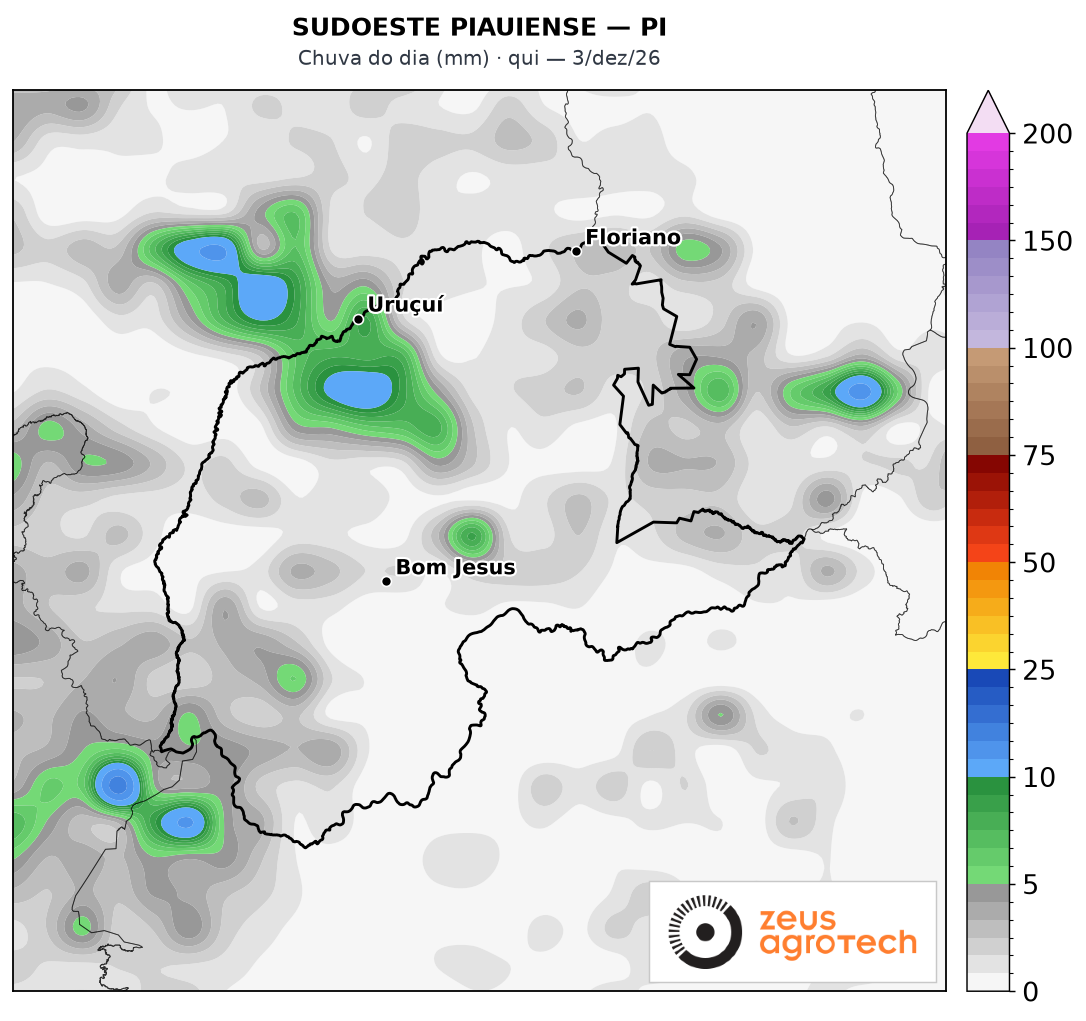 SUDOESTE PIAUIENSE — PI
Chuva do dia (mm) · qui — 3/dez/26
Floriano
Uruçuí
Bom Jesus
200
150
100
75
50
25
10
5
0
zeus
agrotech